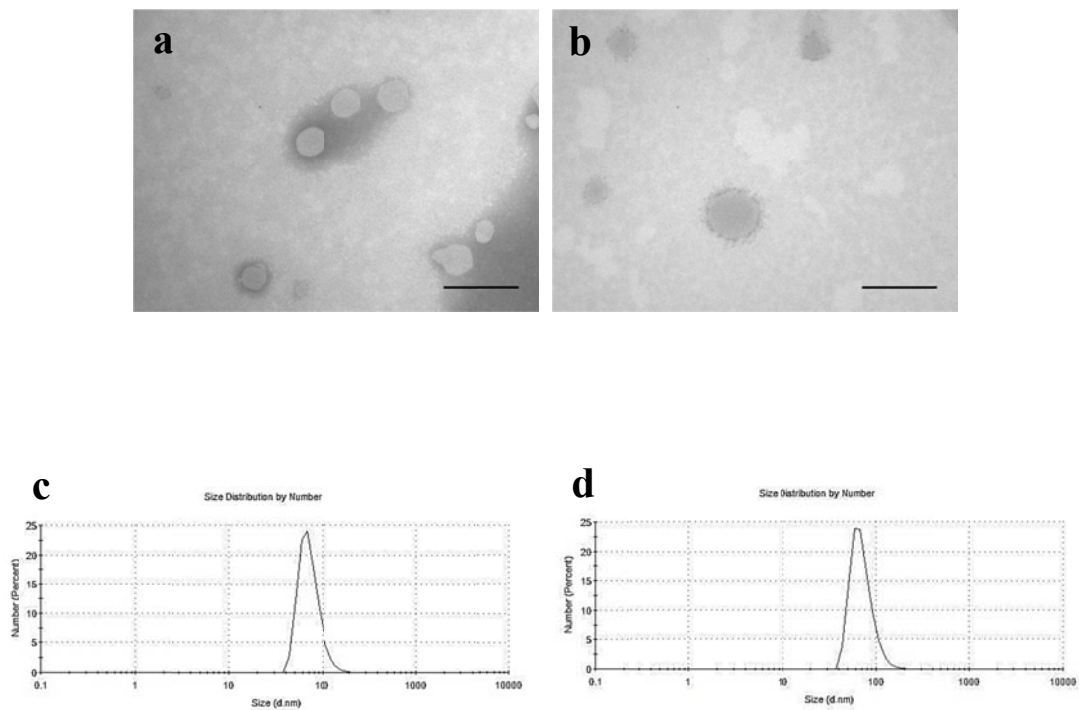 a
b
c
Size Distribution by Number
25
20
15
10
5
0
Number (Percent)
0.1 1 10 100 1000 10000
Size (d.nm)
d
Size Distribution by Number
25
20
15
10
5
0
Number (Percent)
0.1 1 10 100 1000 10000
Size (d.nm)